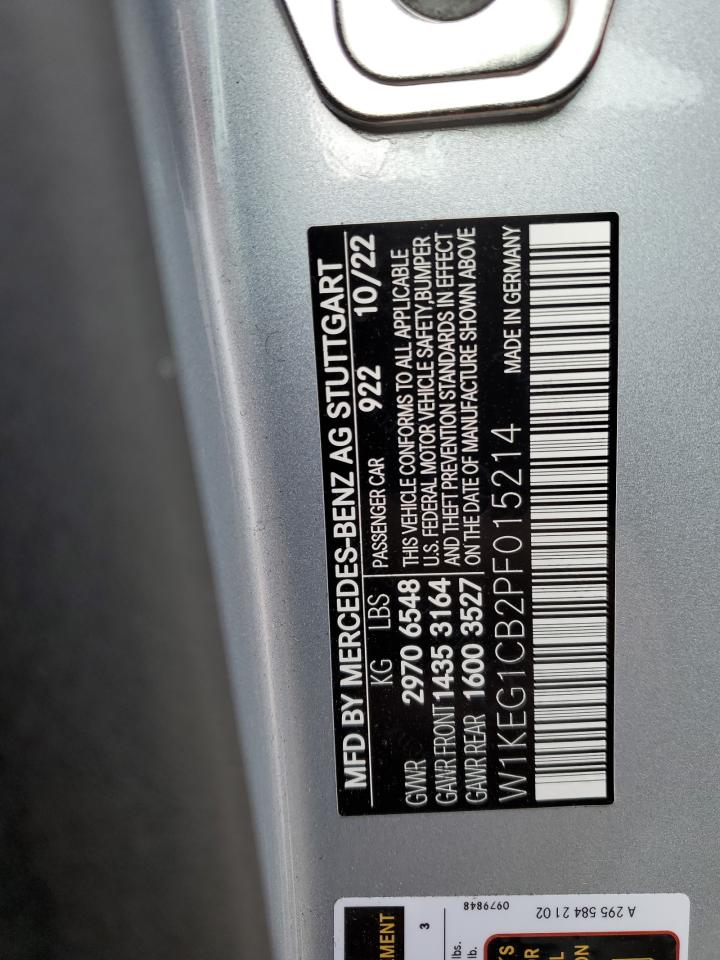 MFD BY MERCEDES-BENZ AG STUTTGART
KG LBS PASSENGER CAR 922 10/22
GVWR 2970 6548 THIS VEHICLE CONFORMS TO ALL APPLICABLE
U.S. FEDERAL MOTOR VEHICLE SAFETY,BUMPER
GAWR FRONT 1435 3164 AND THEFT PREVENTION STANDARDS IN EFFECT
GAWR REAR 1600 3527 ON THE DATE OF MANUFACTURE SHOWN ABOVE
W1KEG1CB2PF015214 MADE IN GERMANY
3
lbs.
lb.
0979848
A 295 584 21 02